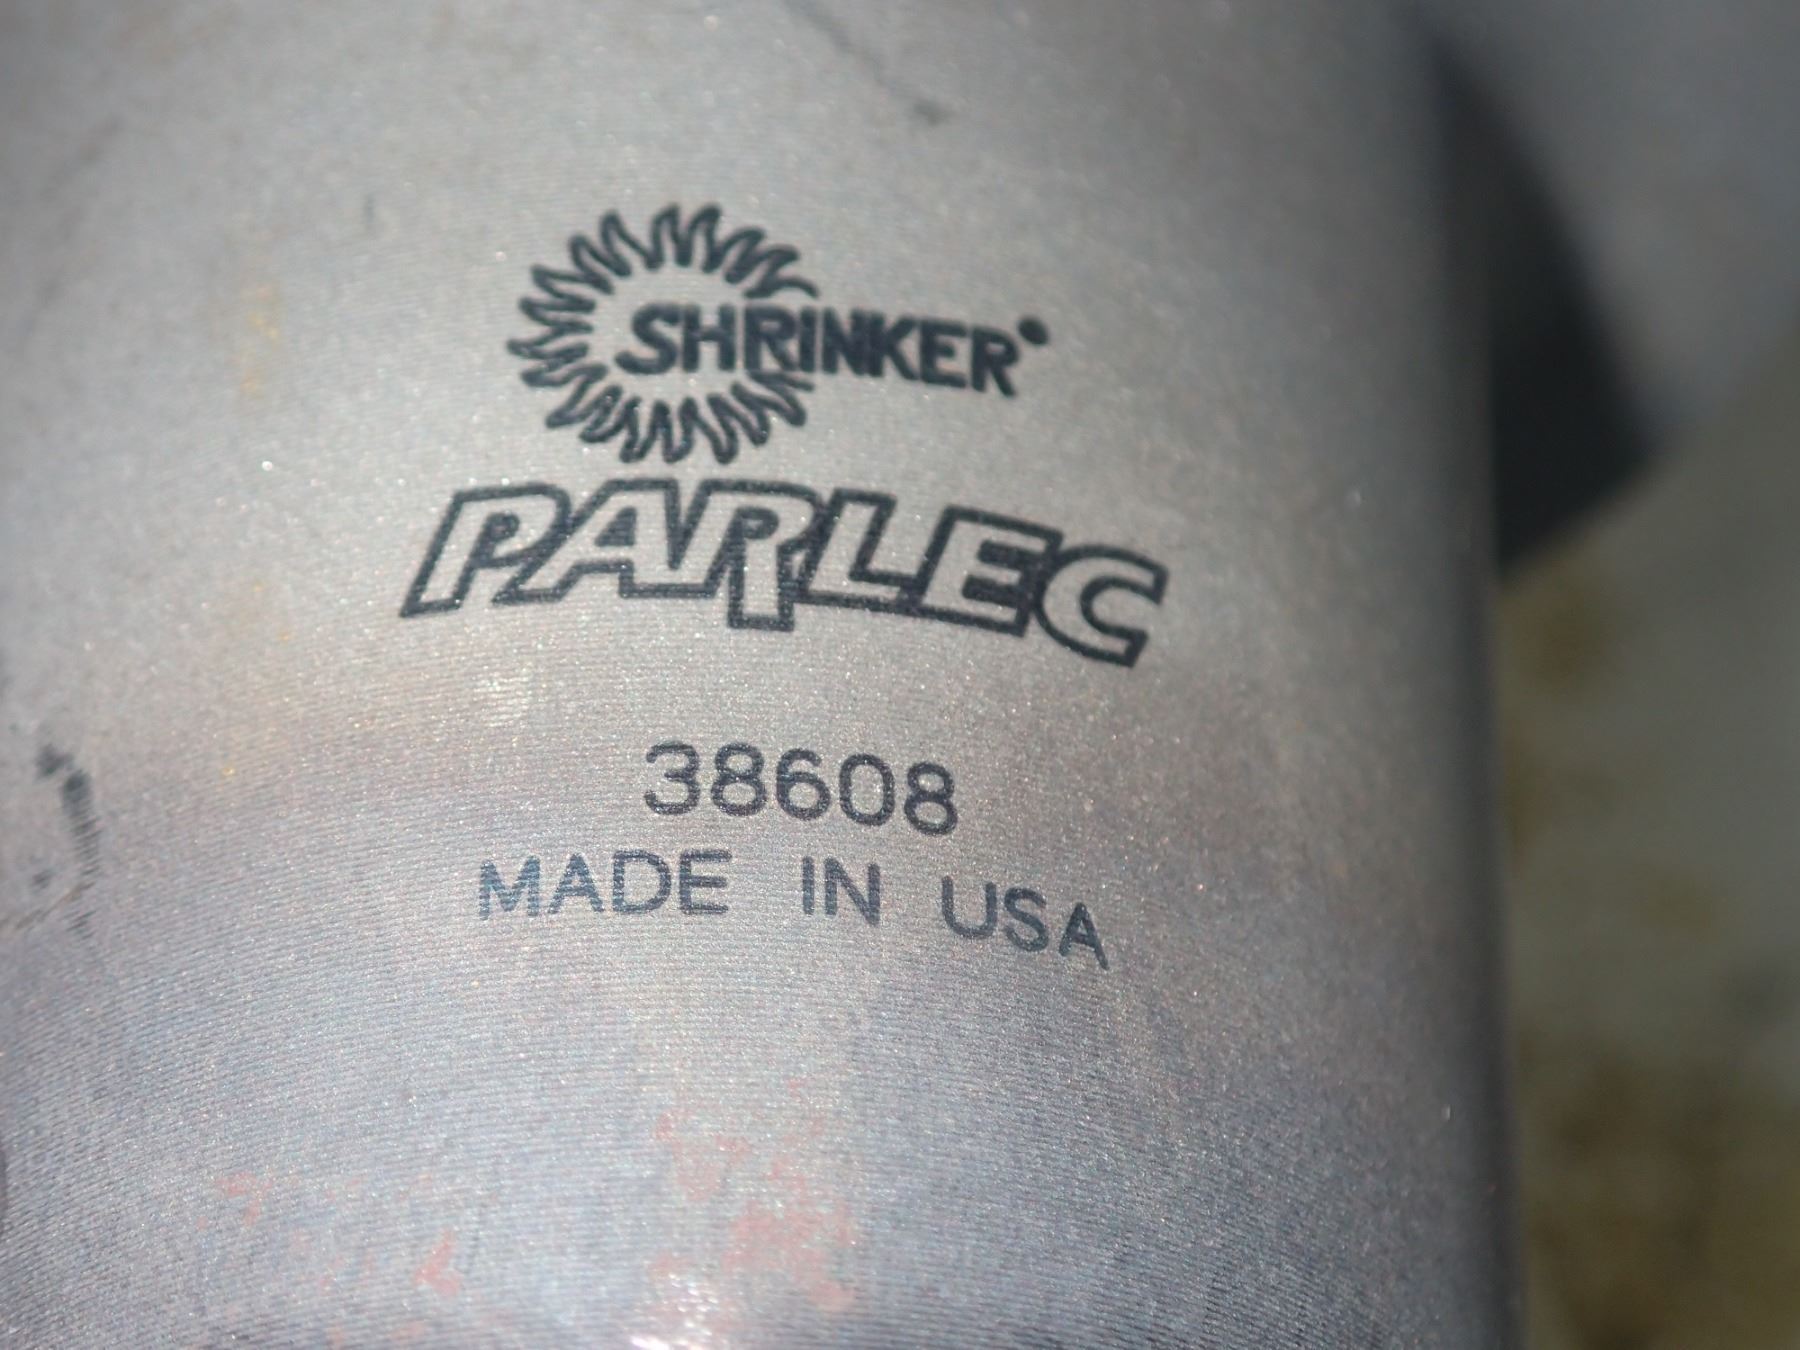 SHRINKER
PARLEC
38608
MADE IN USA